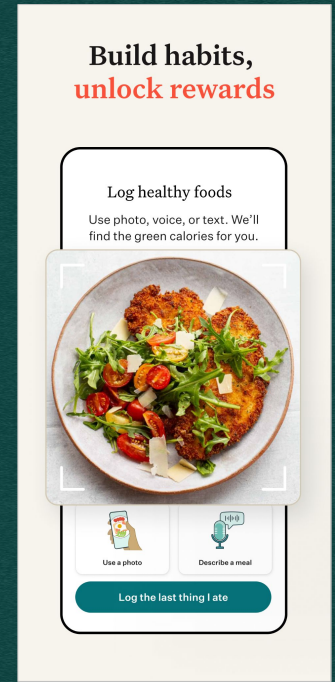 Build habits,
unlock rewards
Log healthy foods
Use photo, voice, or text. We'll
find the green calories for you.
Use a photo
Describe a meal
Log the last thing I ate